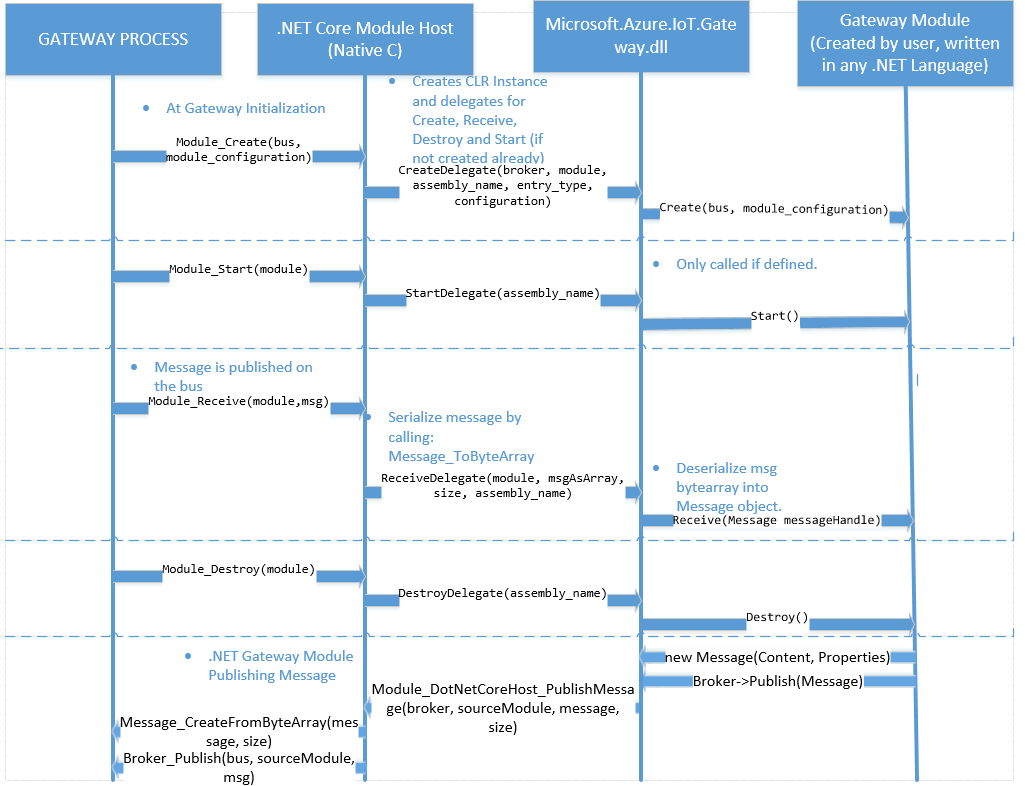 GATEWAY PROCESS
.NET Core Module Host
(Native C)
Microsoft.Azure.IoT.Gate
way.dll
Gateway Module
(Created by user, written
in any .NET Language)
• At Gateway Initialization
• Creates CLR Instance
and delegates for
Create, Receive,
Destroy and Start (if
not created already)
Module_Create(bus,
module_configuration)
CreateDelegate(broker, module,
assembly_name, entry_type,
configuration)
Create(bus, module_configuration)
Module_Start(module)
• Only called if defined.
StartDelegate(assembly_name)
Start()
• Message is published on
the bus
Module_Receive(module,msg)
• Serialize message by
calling:
Message_ToByteArray
ReceiveDelegate(module, msgAsArray,
size, assembly_name)
• Deserialize msg
bytearray into
Message object.
Receive(Message messageHandle)
Module_Destroy(module)
DestroyDelegate(assembly_name)
Destroy()
• .NET Gateway Module
Publishing Message
new Message(Content, Properties)
Broker->Publish(Message)
Module_DotNetCoreHost_PublishMessa
ge(broker, sourceModule, message,
size)
Message_CreateFromByteArray(mes
sage, size)
Broker_Publish(bus, sourceModule,
msg)